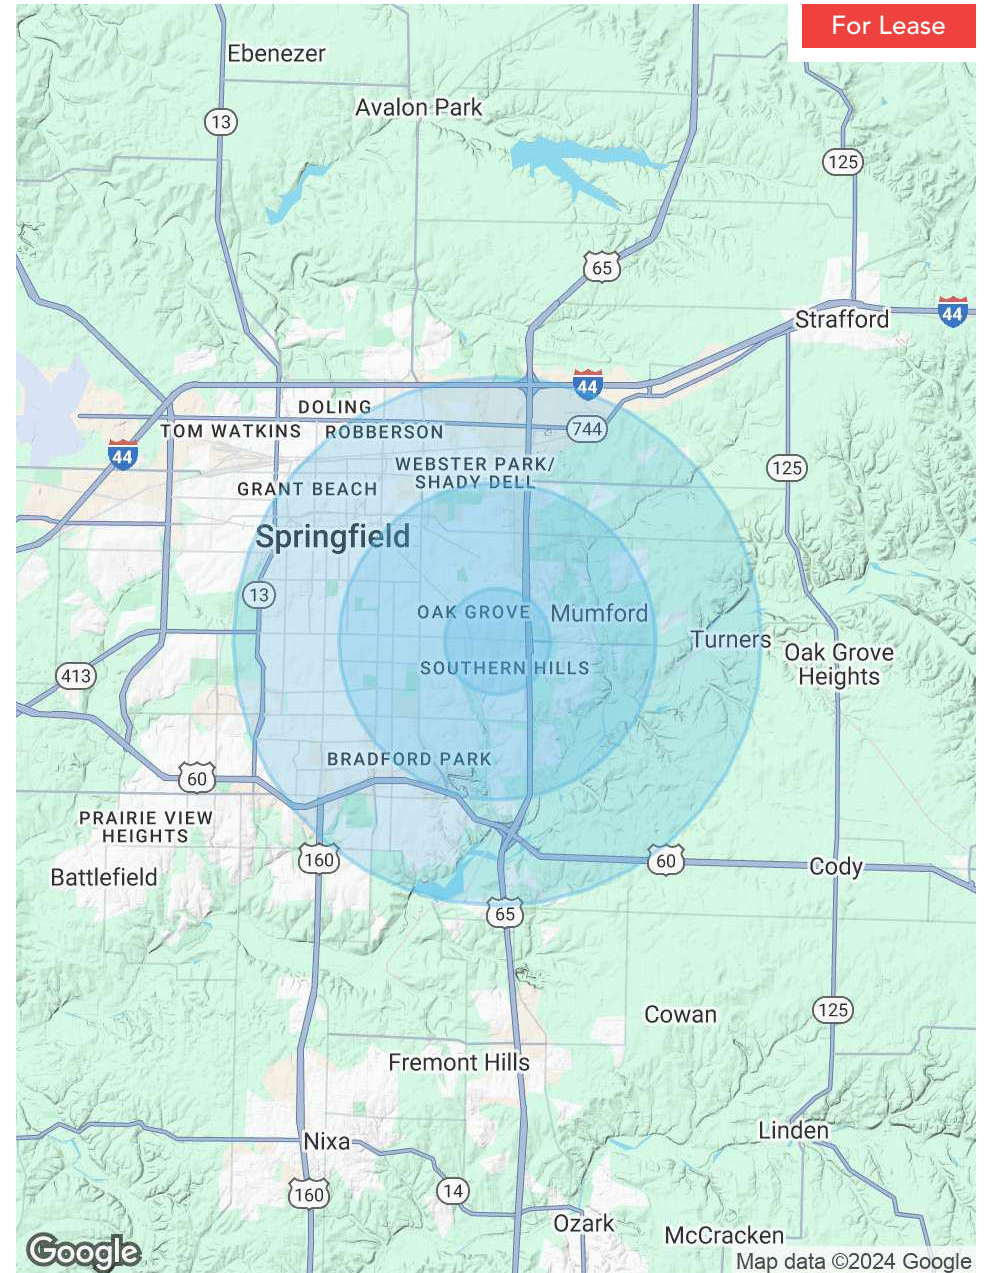 For Lease
Ebenezer
Avalon Park
13
125
65
44
Strafford
44
DOLING
744
TOM WATKINS
ROBBERSON
44
WEBSTER PARK/
SHADY DELL
125
GRANT BEACH
Springfield
13
OAK GROVE
Mumford
Turners
Oak Grove
Heights
413
SOUTHERN HILLS
BRADFORD PARK
60
PRAIRIE VIEW
HEIGHTS
160
60
Cody
Battlefield
65
125
Cowan
Fremont Hills
Linden
Nixa
160
14
Ozark
McCracken
Google
Map data ©2024 Google